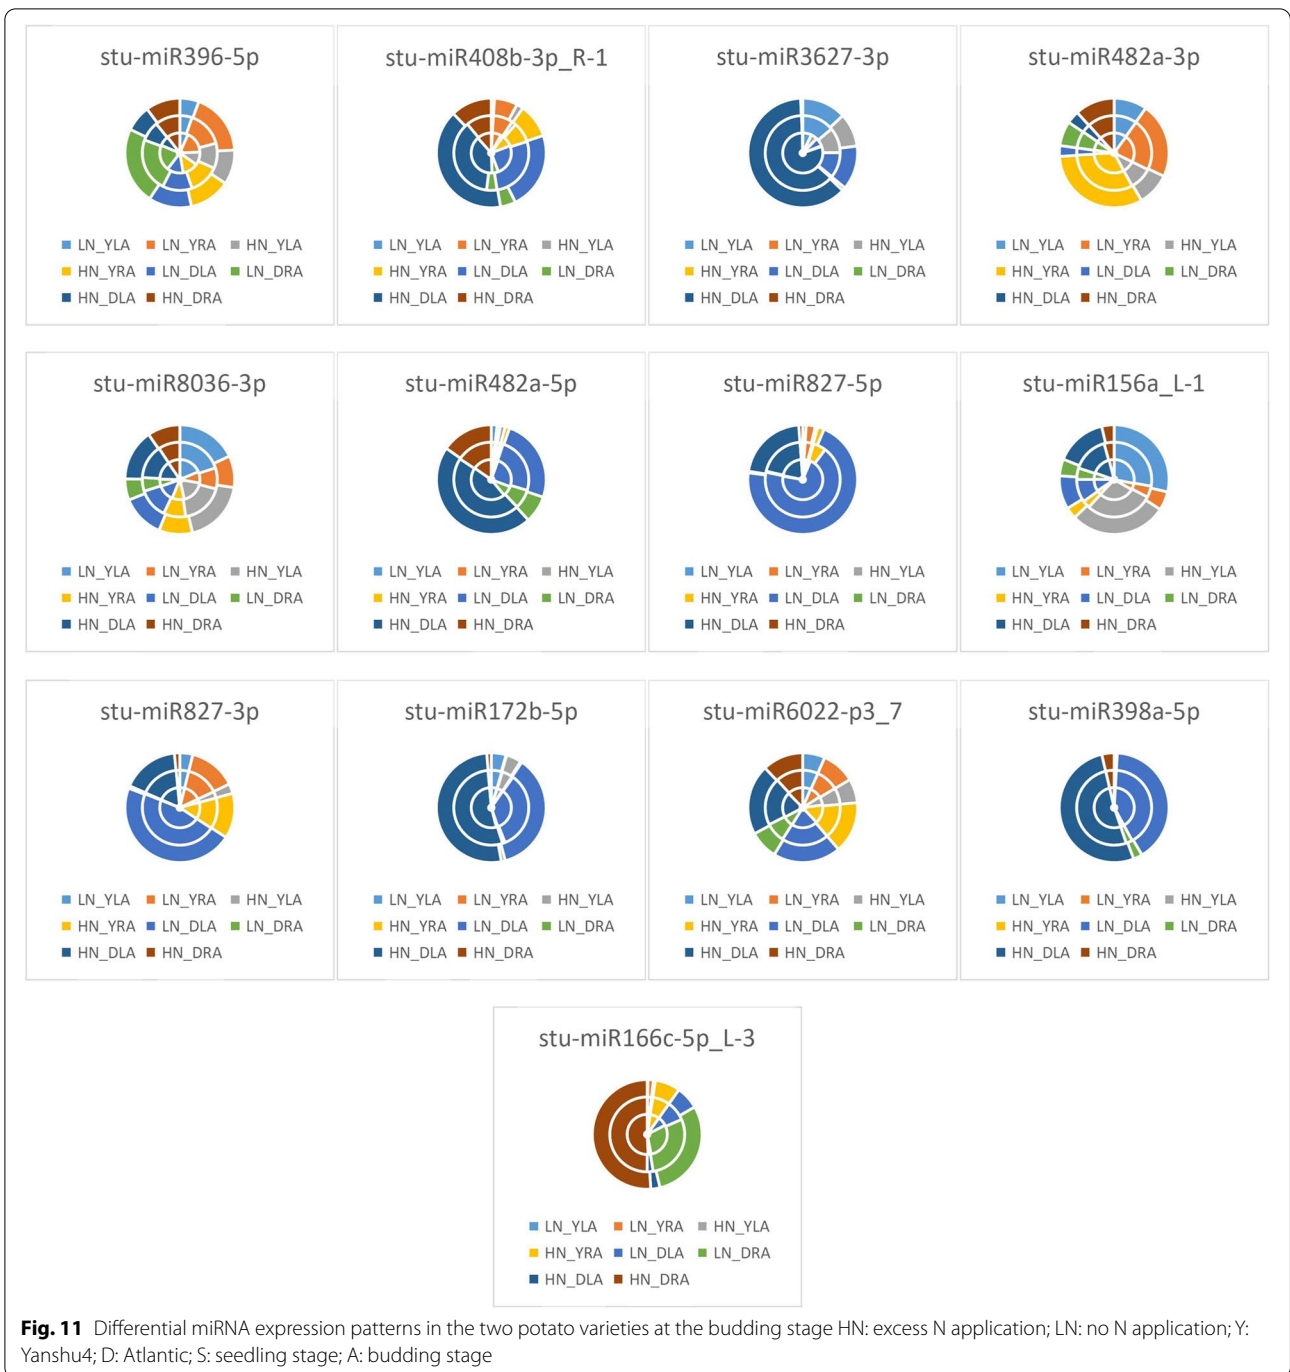 stu-miR396-5p
LN_YLA LN_YRA HN_YLA
HN_YRA LN_DLA LN_DRA
HN_DLA HN_DRA
stu-miR408b-3p_R-1
LN_YLA LN_YRA HN_YLA
HN_YRA LN_DLA LN_DRA
HN_DLA HN_DRA
stu-miR3627-3p
LN_YLA LN_YRA HN_YLA
HN_YRA LN_DLA LN_DRA
HN_DLA HN_DRA
stu-miR482a-3p
LN_YLA LN_YRA HN_YLA
HN_YRA LN_DLA LN_DRA
HN_DLA HN_DRA
stu-miR8036-3p
LN_YLA LN_YRA HN_YLA
HN_YRA LN_DLA LN_DRA
HN_DLA HN_DRA
stu-miR482a-5p
LN_YLA LN_YRA HN_YLA
HN_YRA LN_DLA LN_DRA
HN_DLA HN_DRA
stu-miR827-5p
LN_YLA LN_YRA HN_YLA
HN_YRA LN_DLA LN_DRA
HN_DLA HN_DRA
stu-miR156a_L-1
LN_YLA LN_YRA HN_YLA
HN_YRA LN_DLA LN_DRA
HN_DLA HN_DRA
stu-miR827-3p
LN_YLA LN_YRA HN_YLA
HN_YRA LN_DLA LN_DRA
HN_DLA HN_DRA
stu-miR172b-5p
LN_YLA LN_YRA HN_YLA
HN_YRA LN_DLA LN_DRA
HN_DLA HN_DRA
stu-miR6022-p3_7
LN_YLA LN_YRA HN_YLA
HN_YRA LN_DLA LN_DRA
HN_DLA HN_DRA
stu-miR398a-5p
LN_YLA LN_YRA HN_YLA
HN_YRA LN_DLA LN_DRA
HN_DLA HN_DRA
stu-miR166c-5p_L-3
LN_YLA LN_YRA HN_YLA
HN_YRA LN_DLA LN_DRA
HN_DLA HN_DRA
Fig. 11 Differential miRNA expression patterns in the two potato varieties at the budding stage HN: excess N application; LN: no N application; Y:
Yanshu4; D: Atlantic; S: seedling stage; A: budding stage